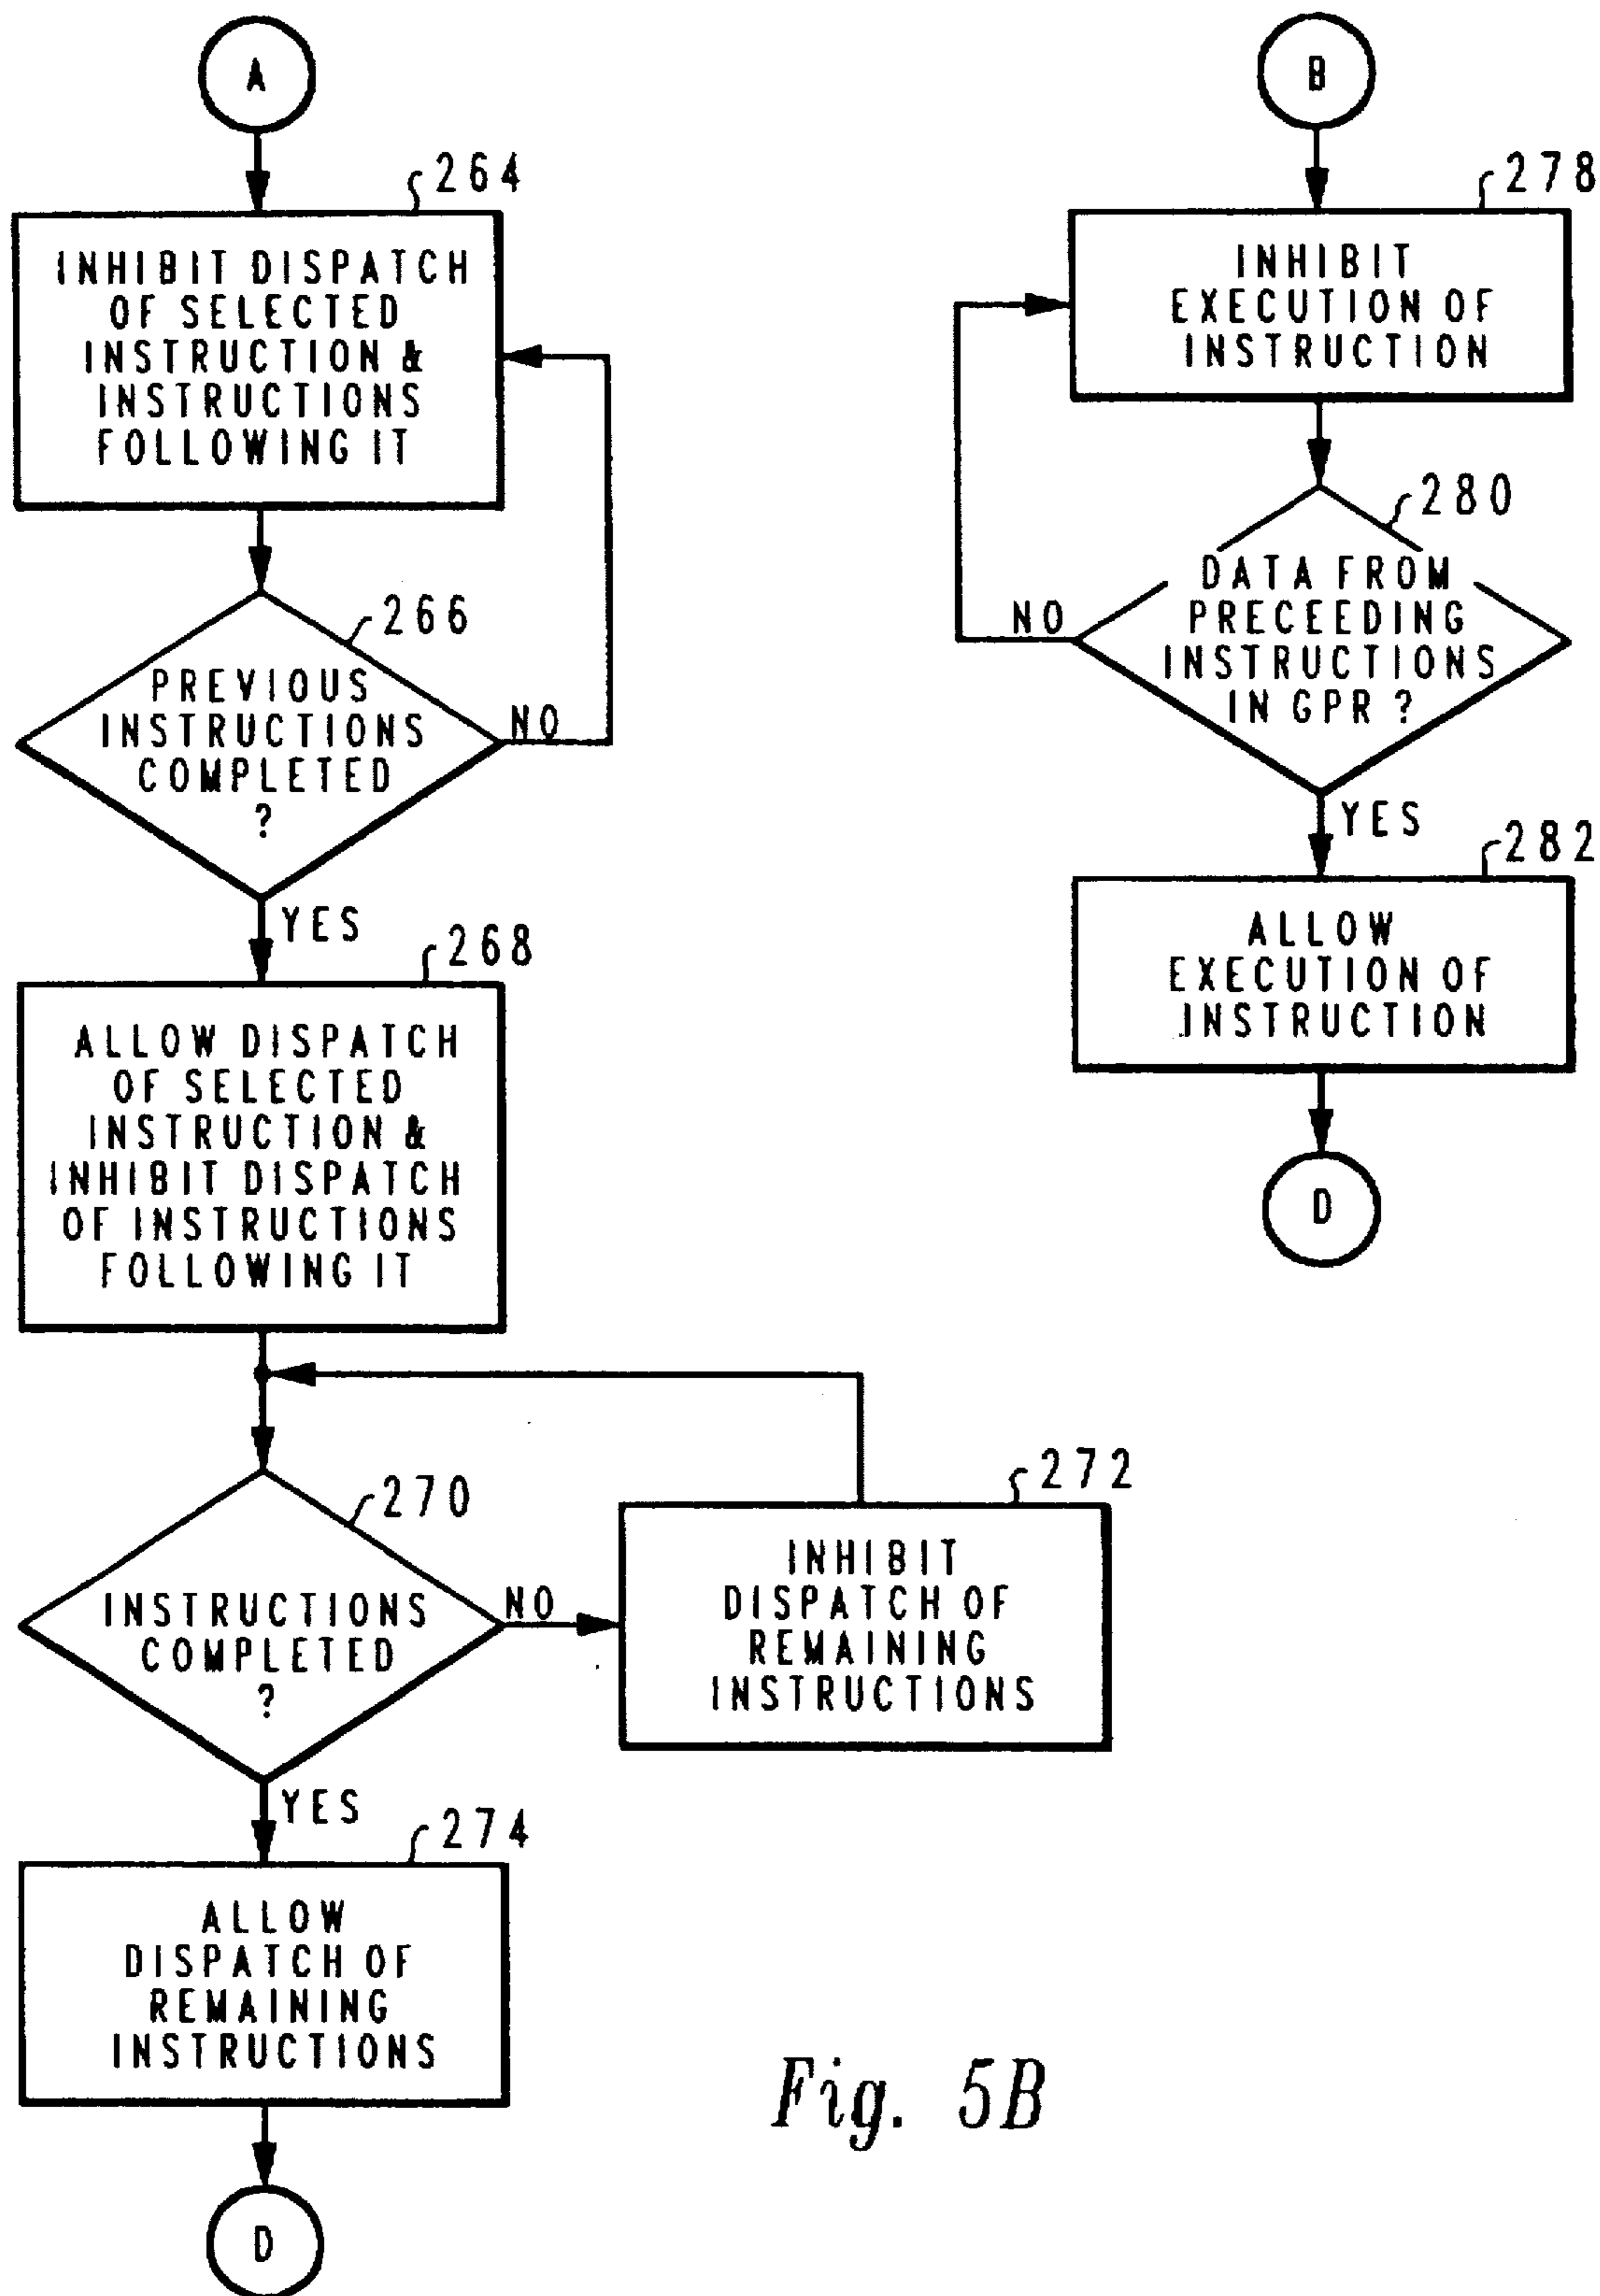 A
264
INHIBIT DISPATCH
OF SELECTED
INSTRUCTION &
INSTRUCTIONS
FOLLOWING IT
266
PREVIOUS
INSTRUCTIONS
COMPLETED
?
NO
YES
268
ALLOW DISPATCH
OF SELECTED
INSTRUCTION &
INHIBIT DISPATCH
OF INSTRUCTIONS
FOLLOWING IT
270
INSTRUCTIONS
COMPLETED
?
NO
272
INHIBIT
DISPATCH OF
REMAINING
INSTRUCTIONS
YES
274
ALLOW
DISPATCH OF
REMAINING
INSTRUCTIONS
D
B
278
INHIBIT
EXECUTION OF
INSTRUCTION
280
DATA FROM
PRECEEDING
INSTRUCTIONS
IN GPR ?
NO
YES
282
ALLOW
EXECUTION OF
INSTRUCTION
D
Fig. 5B